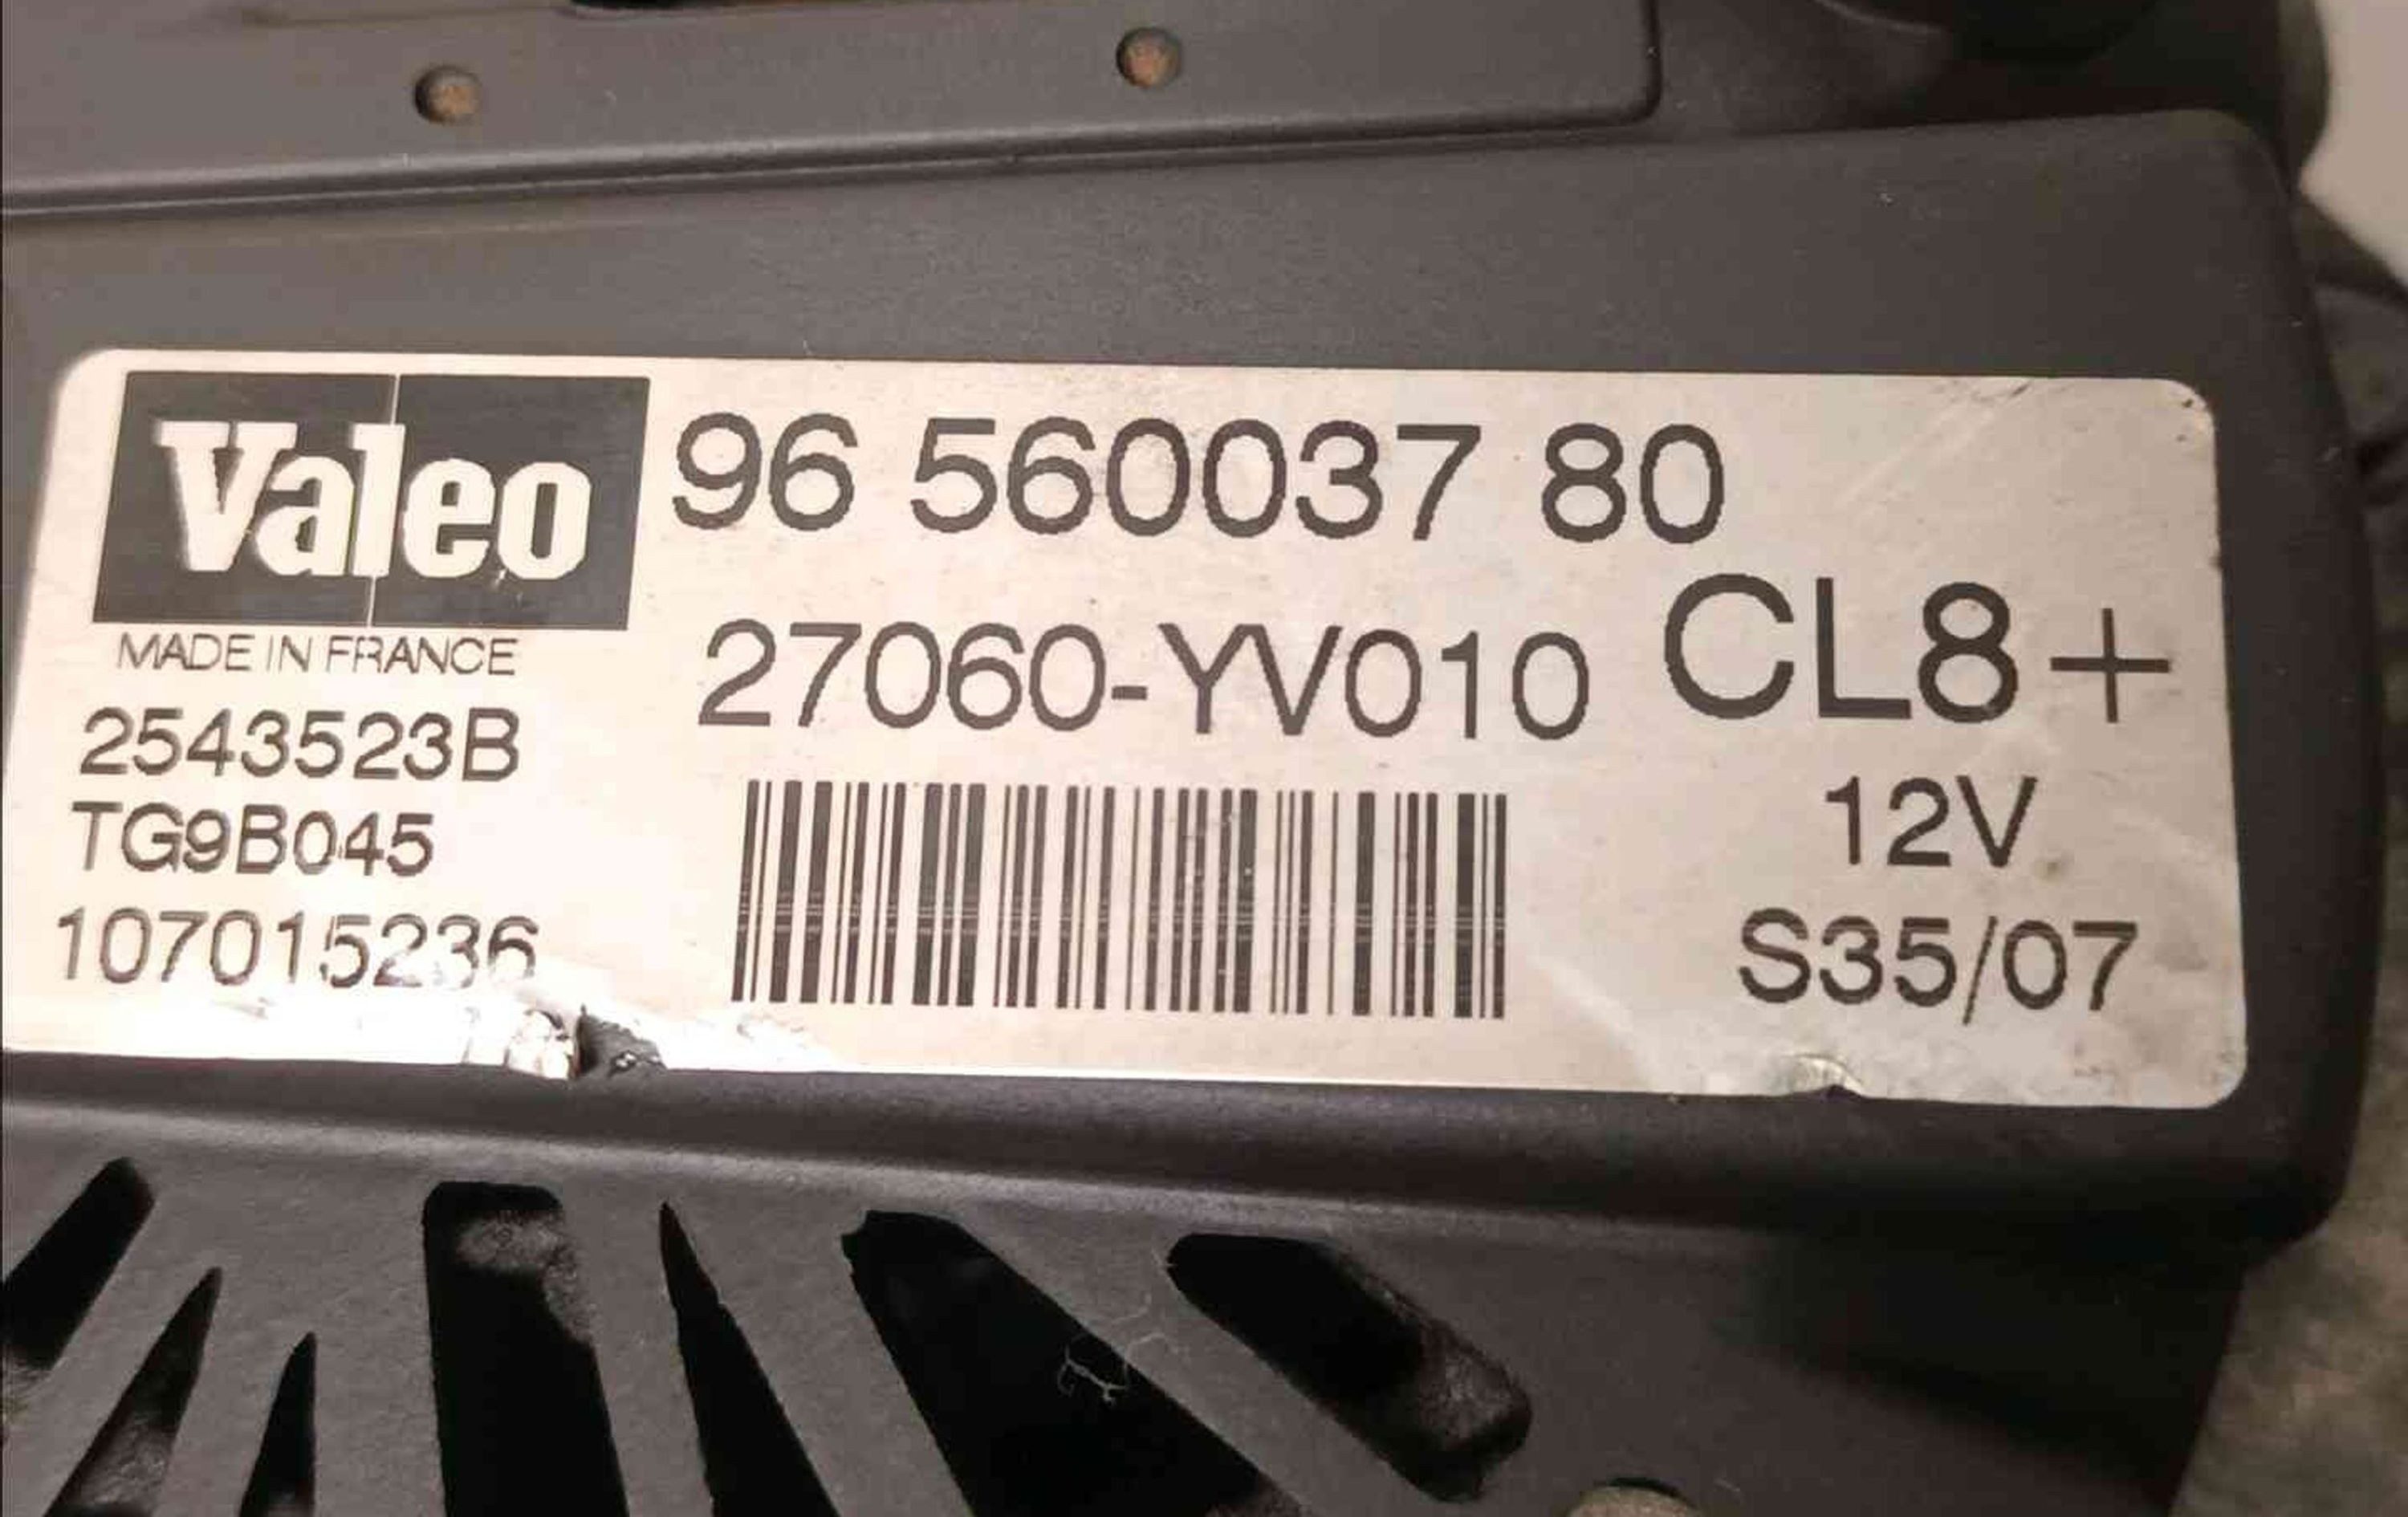 Valeo
96 560037 80
MADE IN FRANCE
27060-YV010
CL8+
2543523B
TG9B045
107015236
12V
S35/07